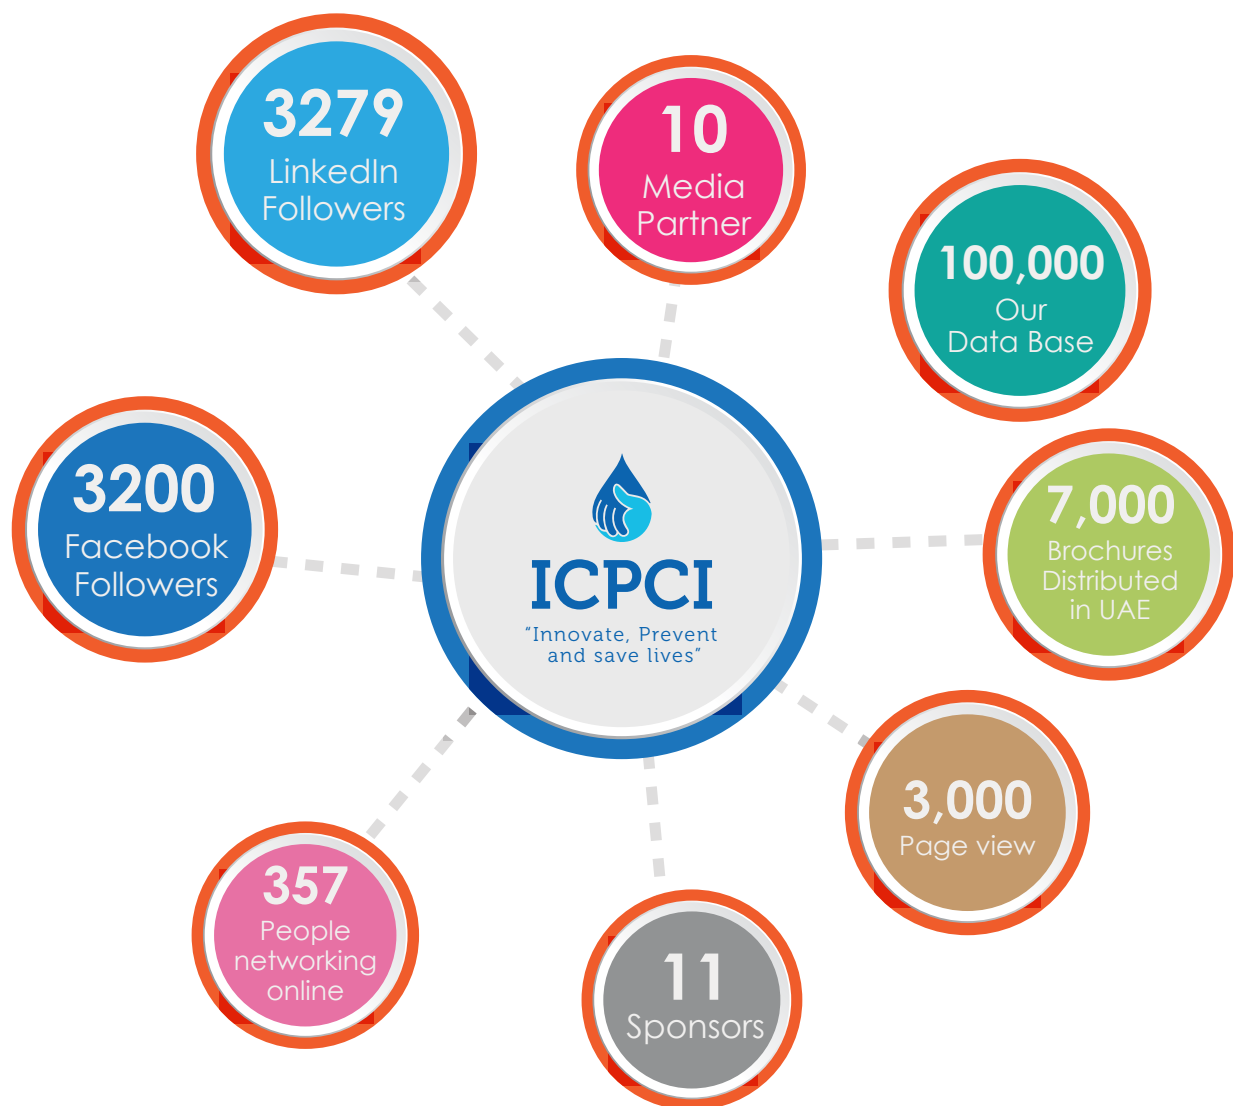 3279
LinkedIn
Followers
10
Media
Partner
100,000
Our
Data Base
3200
Facebook
Followers
ICPCI
"Innovate, Prevent
and save lives"
7,000
Brochures
Distributed
in UAE
3,000
Page view
357
People
networking
online
11
Sponsors